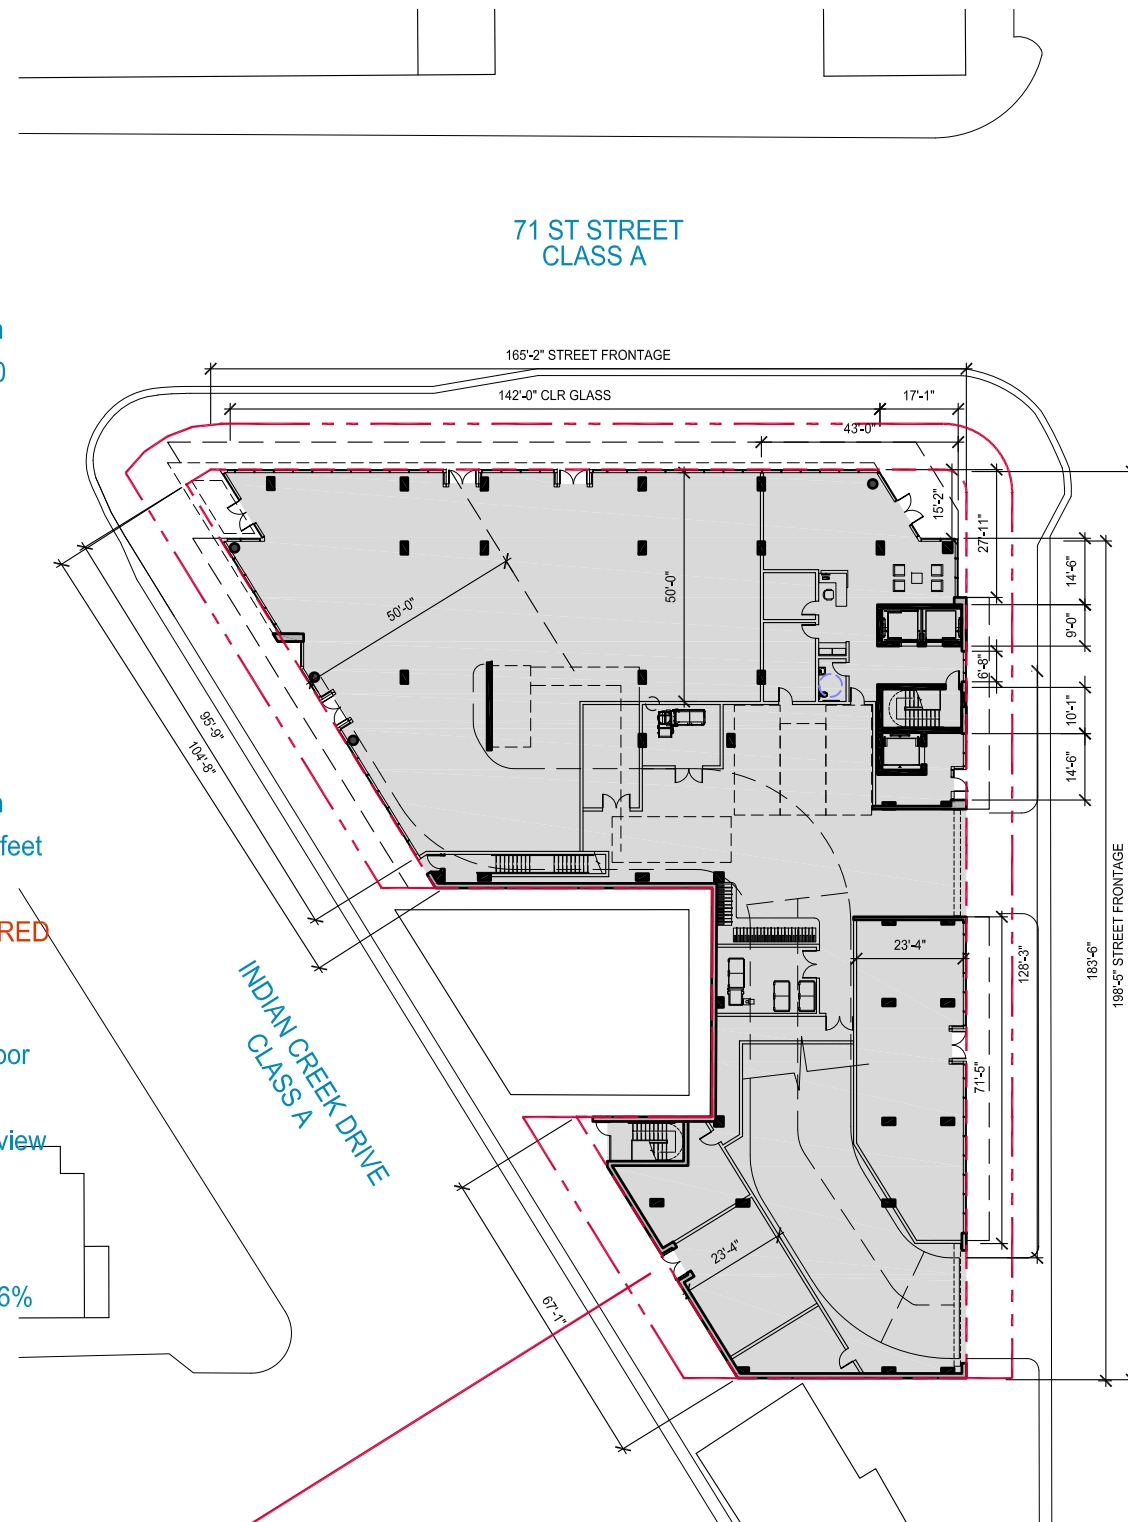 71 ST STREET
CLASS A
0
165'-2" STREET FRONTAGE
142'-0" CLR GLASS
17'-1"
43'-0"
15'-2"
27'-11"
50'-0"
50'-0"
14'-6"
9'-0"
6'-8"
10'-1"
14'-6"
95'-9"
104'-8"
feet
RED
23'-4"
128'-3"
183'-6"
198'-5" STREET FRONTAGE
INDIAN CREEK DRIVE
CLASS A
oor
71'-5"
view
23'-4"
67'-1"
6%